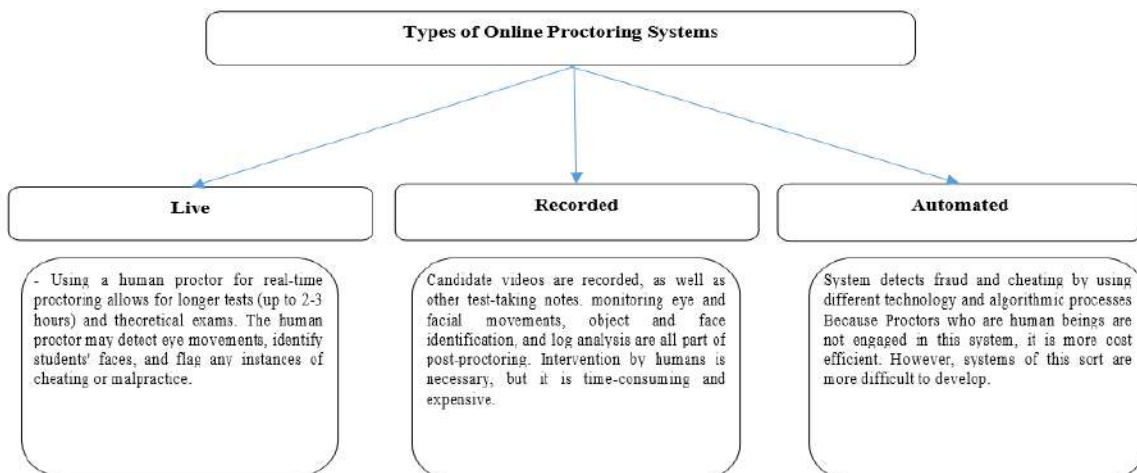 Types of Online Proctoring Systems
Live
Recorded
Automated
- Using a human proctor for real-time
proctoring allows for longer tests (up to 2-3
hours) and theoretical exams. The human
proctor may detect eye movements, identify
students' faces, and flag any instances of
cheating or malpractice.
Candidate videos are recorded, as well as
other test-taking notes. monitoring eye and
facial movements, object and face
identification, and log analysis are all part of
post-proctoring. Intervention by humans is
necessary, but it is time-consuming and
expensive.
System detects fraud and cheating by using
different technology and algorithmic processes
Because Proctors who are human beings are
not engaged in this system, it is more cost
efficient. However, systems of this sort are
more difficult to develop.